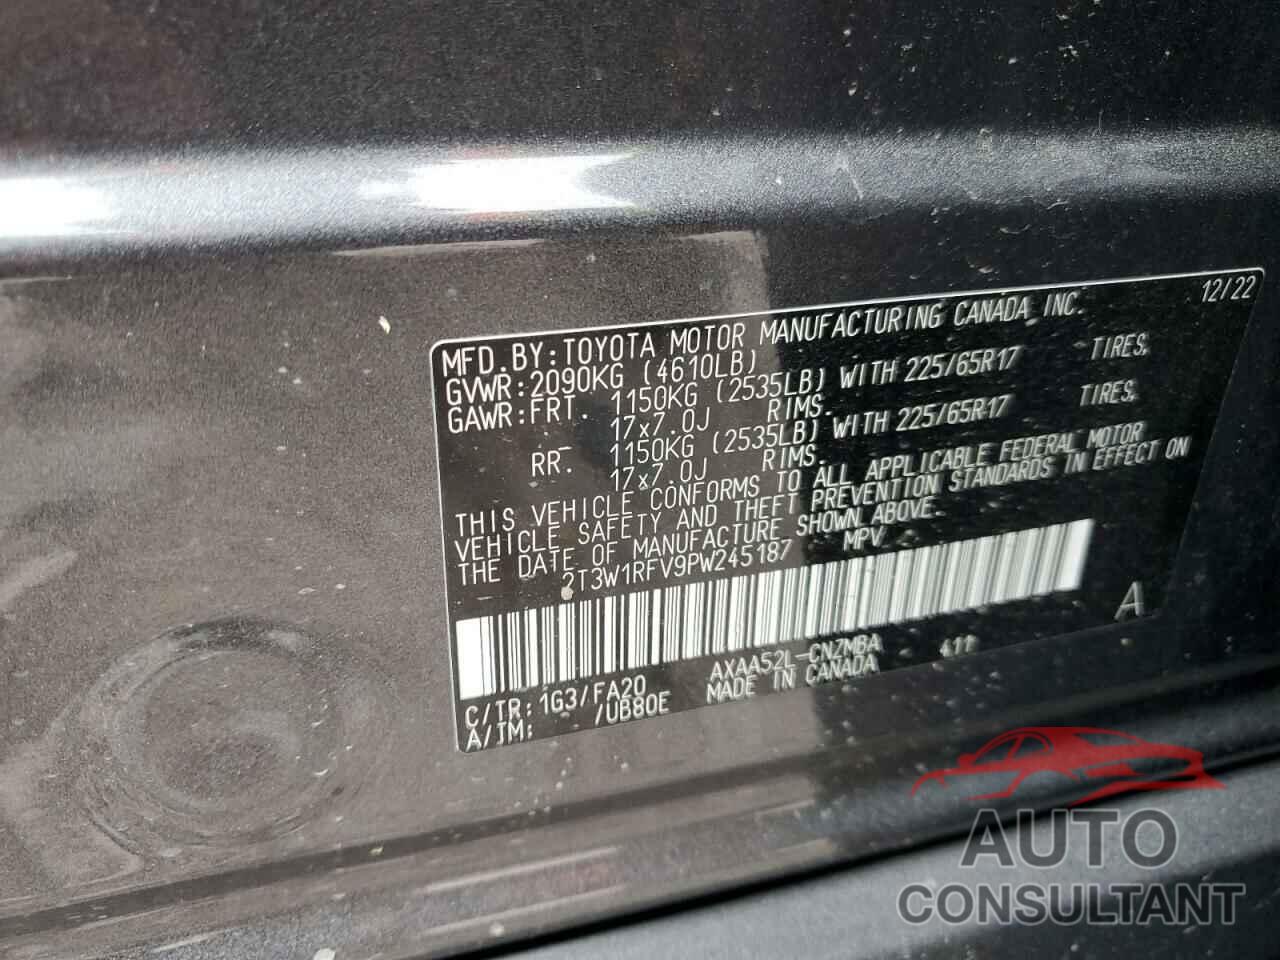 12/22
MFD. BY: TOYOTA MOTOR MANUFACTURING CANADA INC.
GVWR: 2090KG (4610LB)
GAWR: FRT. 1150KG (2535LB) WITH 225/65R17 TIRES,
17x7.0J RIMS.
RR. 1150KG (2535LB) WITH 225/65R17 TIRES,
17x7.0J RIMS.
THIS VEHICLE CONFORMS TO ALL APPLICABLE FEDERAL MOTOR
VEHICLE SAFETY AND THEFT PREVENTION STANDARDS IN EFFECT ON
THE DATE OF MANUFACTURE SHOWN ABOVE.
2T3W1RFV9PW245187 MPV
A
C/TR: 1G3/FA20 AXAA52L-CNZMBA 411
A/TM: /UB80E MADE IN CANADA
AUTO
CONSULTANT